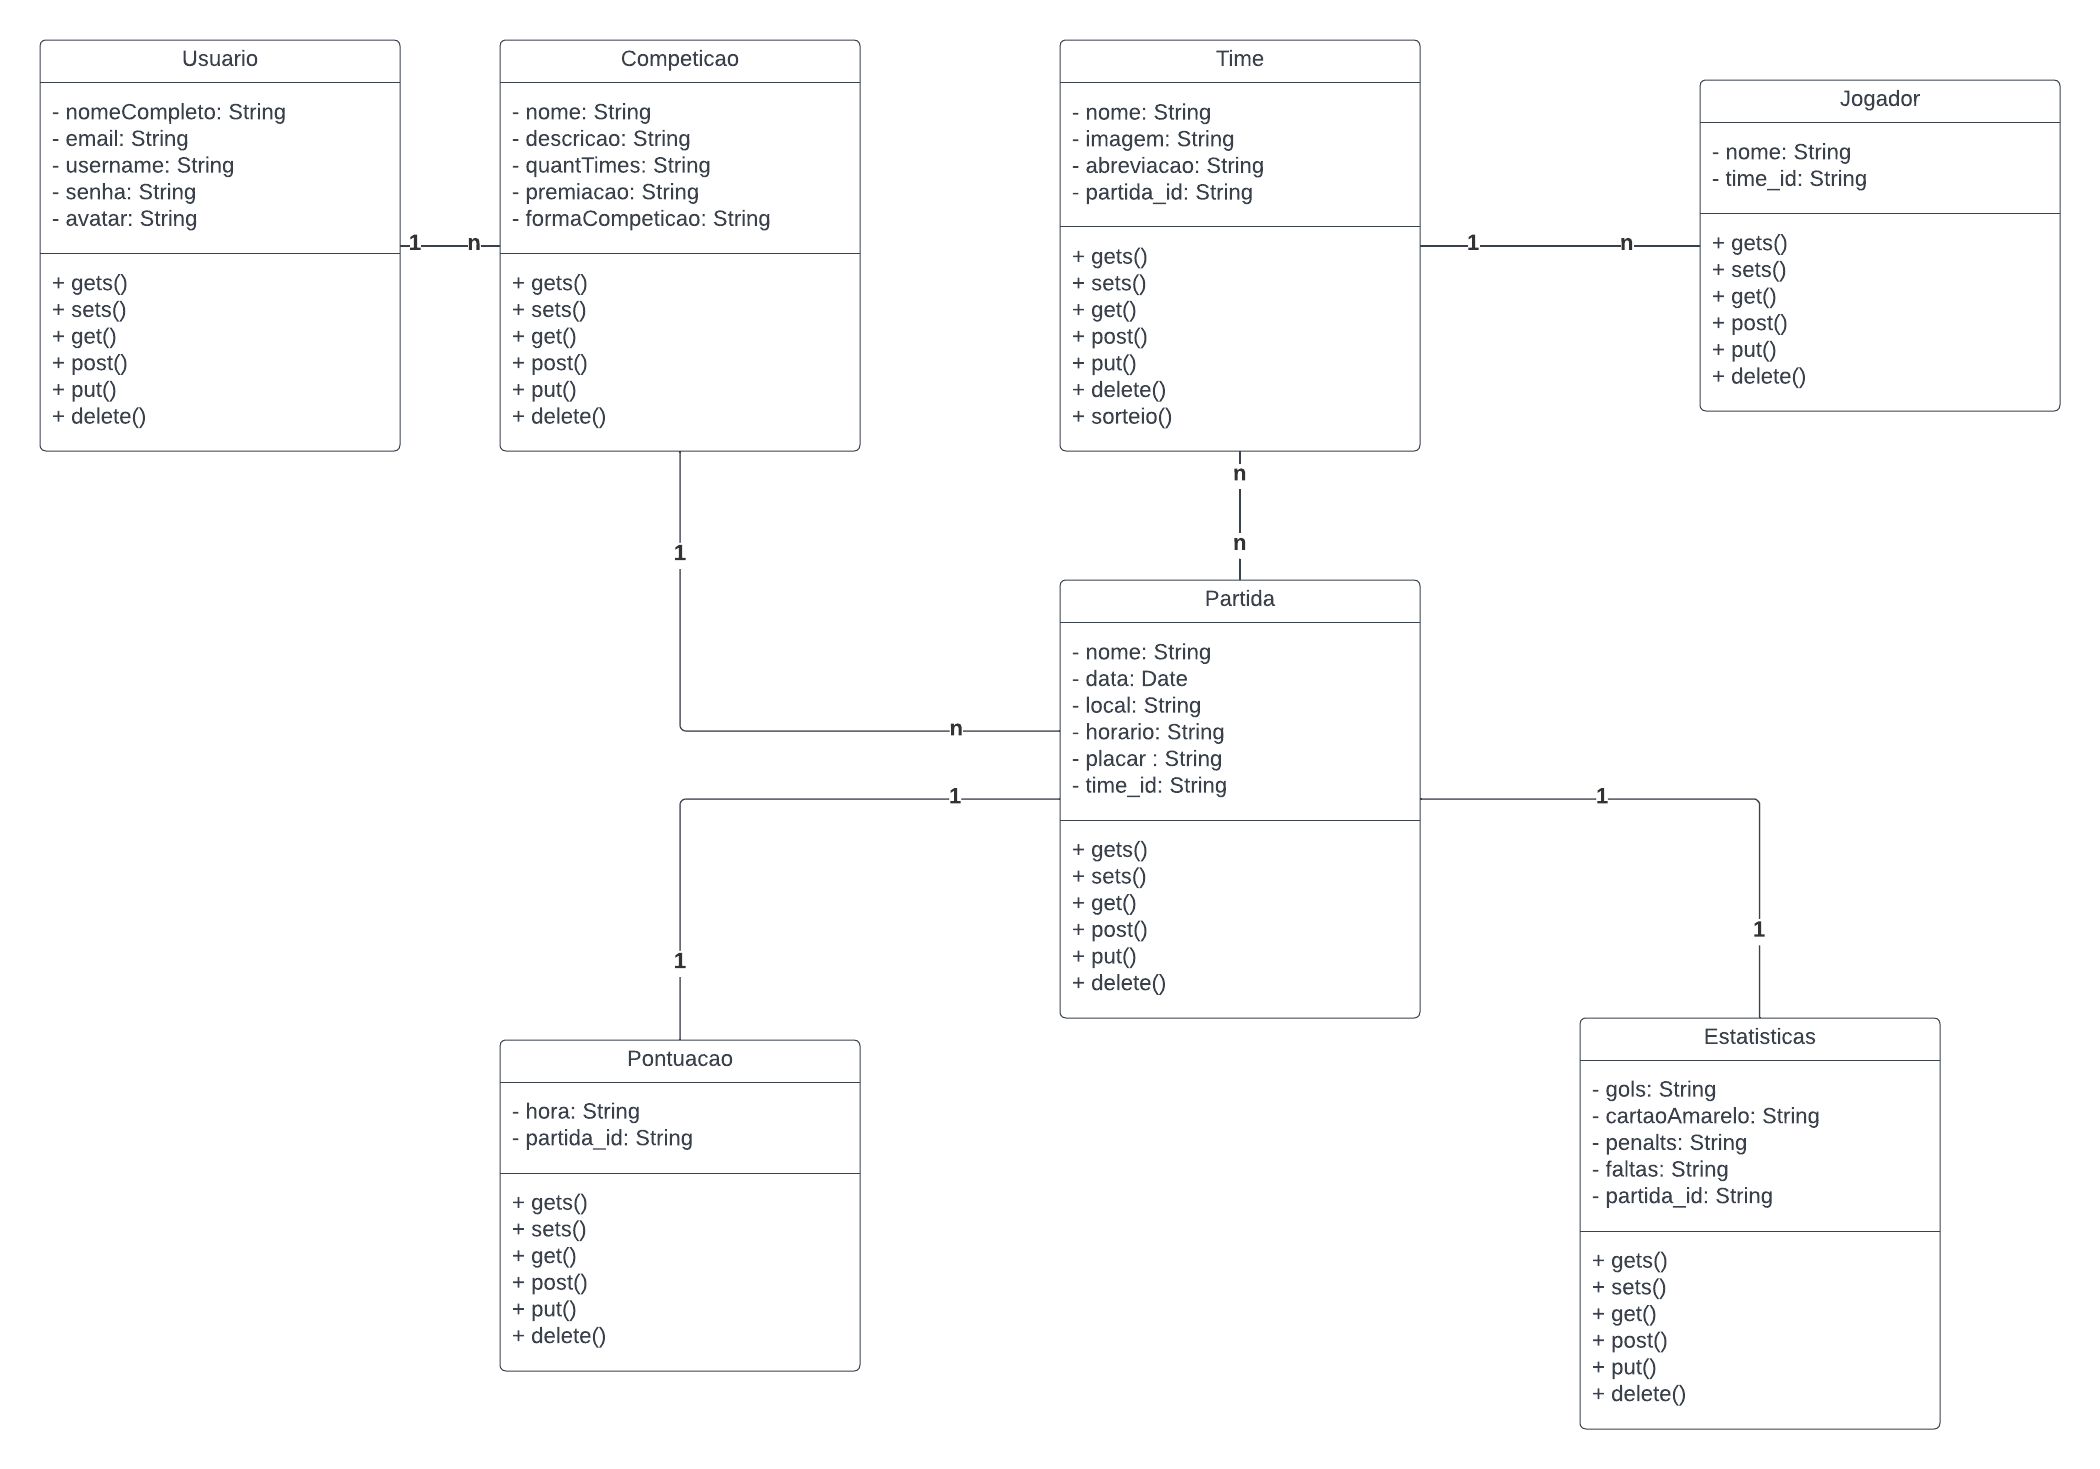 Usuario
- nomeCompleto: String
- email: String
- username: String
- senha: String
- avatar: String
+ gets()
+ sets()
+ get()
+ post()
+ put()
+ delete()
1
n
Competicao
- nome: String
- descricao: String
- quantTimes: String
- premiacao: String
- formaCompeticao: String
+ gets()
+ sets()
+ get()
+ post()
+ put()
+ delete()
Time
- nome: String
- imagem: String
- abreviacao: String
- partida_id: String
+ gets()
+ sets()
+ get()
+ post()
+ put()
+ delete()
+ sorteio()
1
n
Jogador
- nome: String
- time_id: String
+ gets()
+ sets()
+ get()
+ post()
+ put()
+ delete()
n
n
1
n
Partida
- nome: String
- data: Date
- local: String
- horario: String
- placar : String
- time_id: String
+ gets()
+ sets()
+ get()
+ post()
+ put()
+ delete()
1
1
1
1
Pontuacao
- hora: String
- partida_id: String
+ gets()
+ sets()
+ get()
+ post()
+ put()
+ delete()
Estatisticas
- gols: String
- cartaoAmarelo: String
- penalts: String
- faltas: String
- partida_id: String
+ gets()
+ sets()
+ get()
+ post()
+ put()
+ delete()